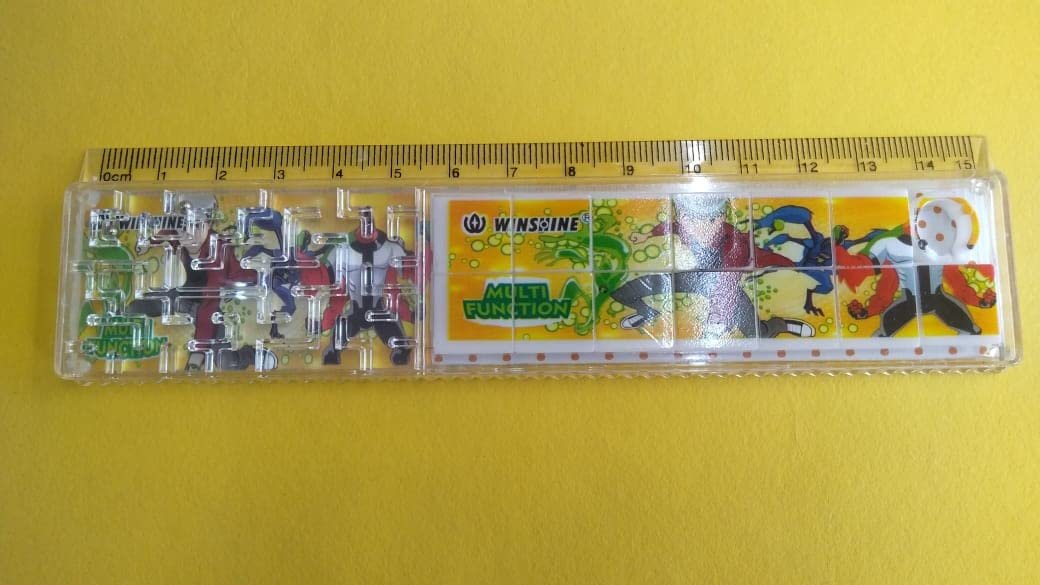 0cm 1 2 3 4 5 6 7 8 9 10 11 12 13 14 15
WINSHINE
MULTI
FUNCTION
WINSHINE®
MULTI
FUNCTION